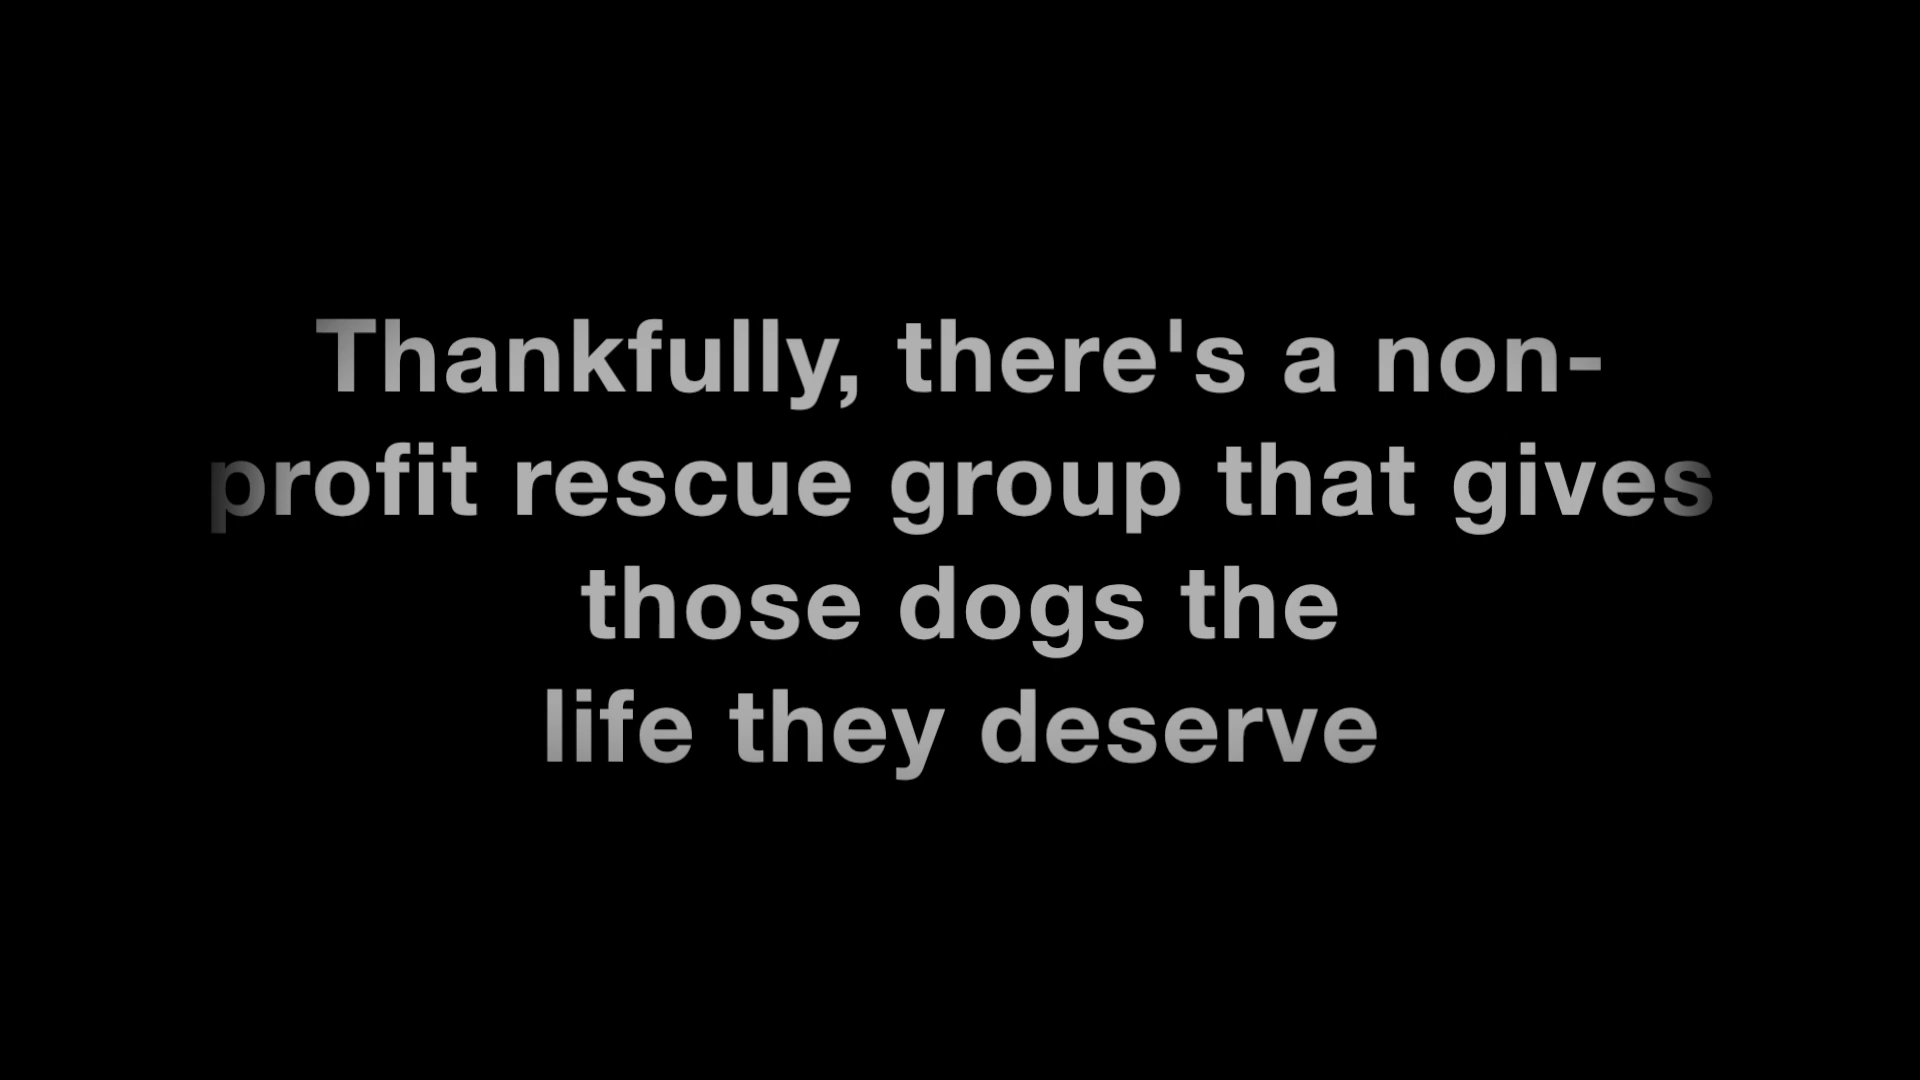 Thankfully, there's a non-
profit rescue group that gives
those dogs the
life they deserve